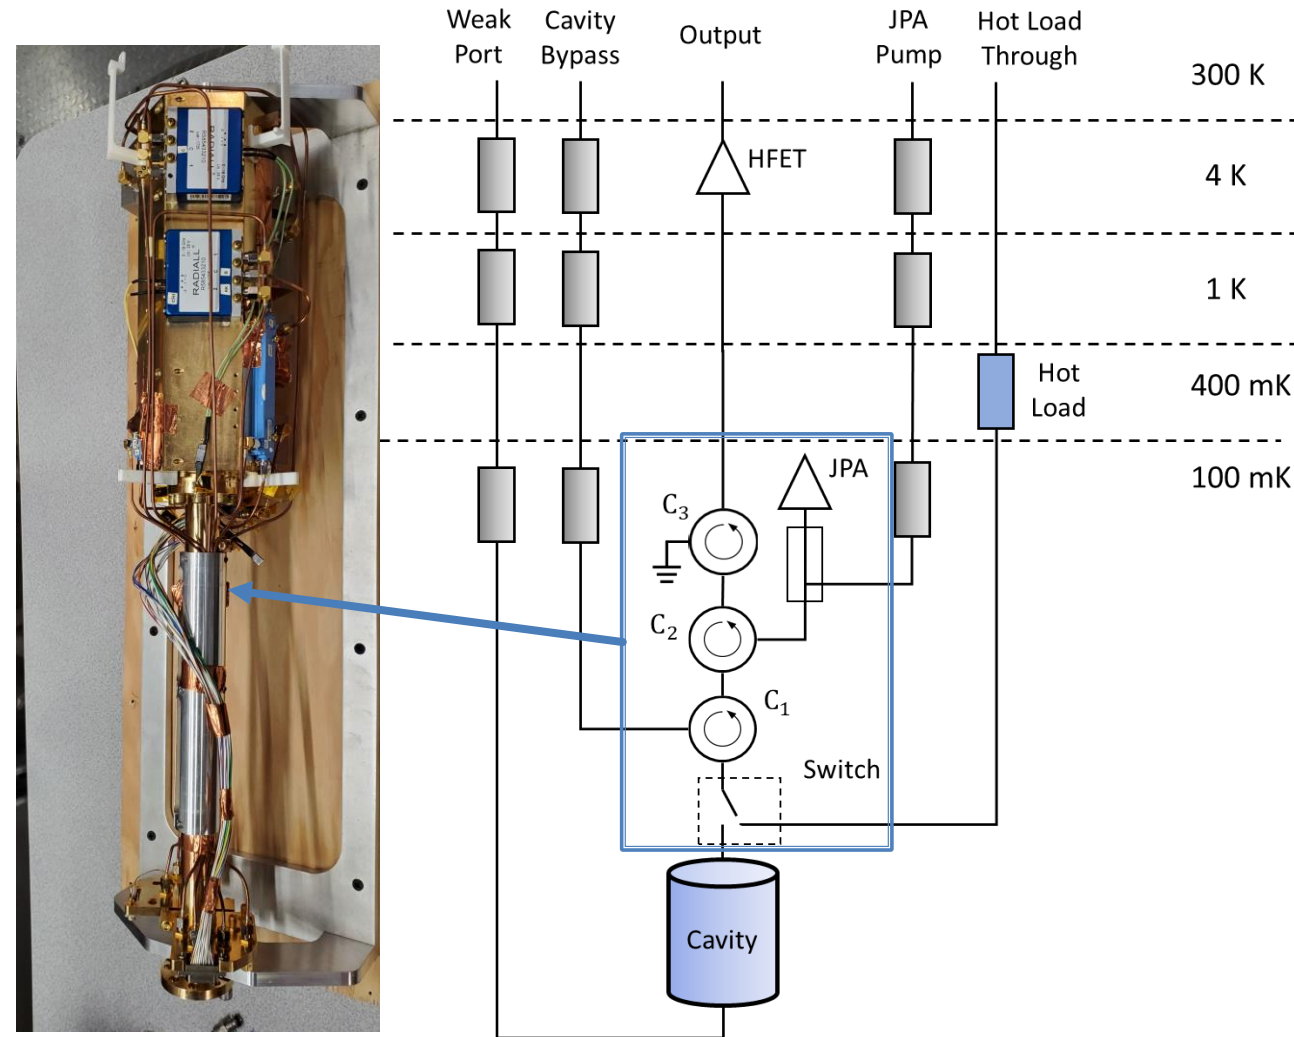 Weak
Port
Cavity
Bypass
Output
JPA
Pump
Hot Load
Through
300 K
HFET
4 K
1 K
Hot
Load
400 mK
JPA
100 mK
C₃
C₂
C₁
Switch
Cavity
RADIALL
RADIALL